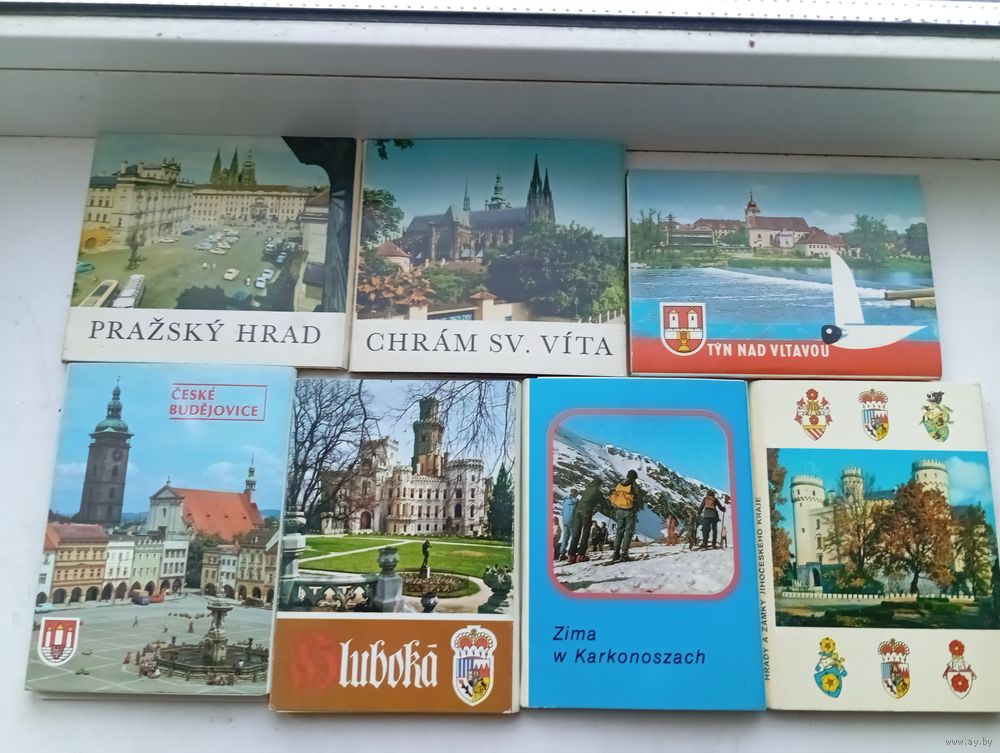 PRAŽSKÝ HRAD
CHRÁM SV. VÍTA
TÝN NAD VLTAVOU
ČESKÉ
BUDĚJOVICE
Hluboká
Zima
w Karkonoszach
HRADY A ZÁMKY JIHOČESKÉHO KRAJE
www.ay.by